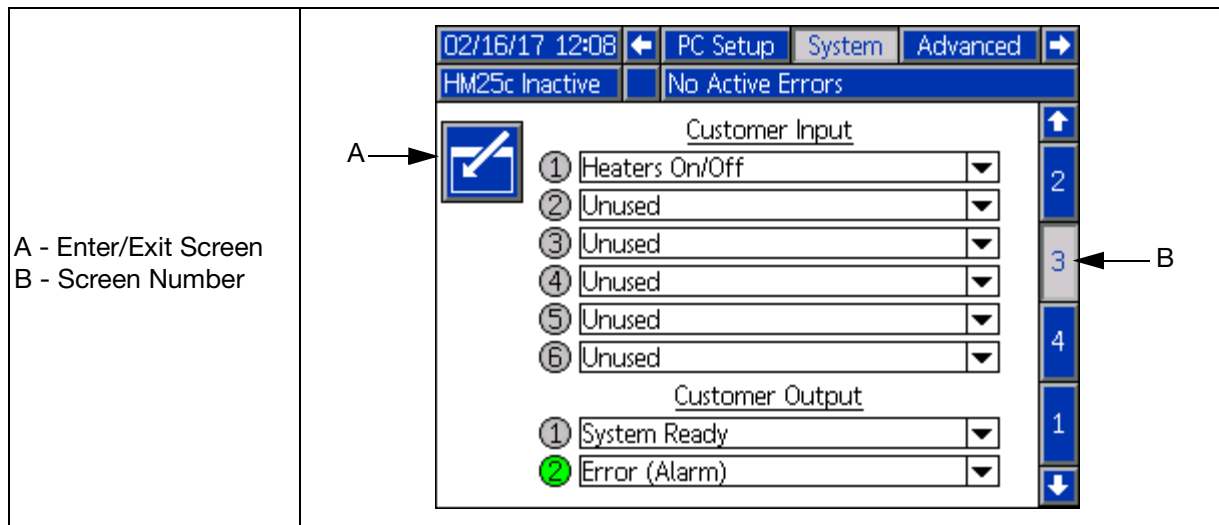 A - Enter/Exit Screen
B - Screen Number
02/16/17 12:08 PC Setup System Advanced
HM25c Inactive No Active Errors
A
Customer Input
1 Heaters On/Off
2 Unused
3 Unused
4 Unused
5 Unused
6 Unused
Customer Output
1 System Ready
2 Error (Alarm)
2
3
4
1
B